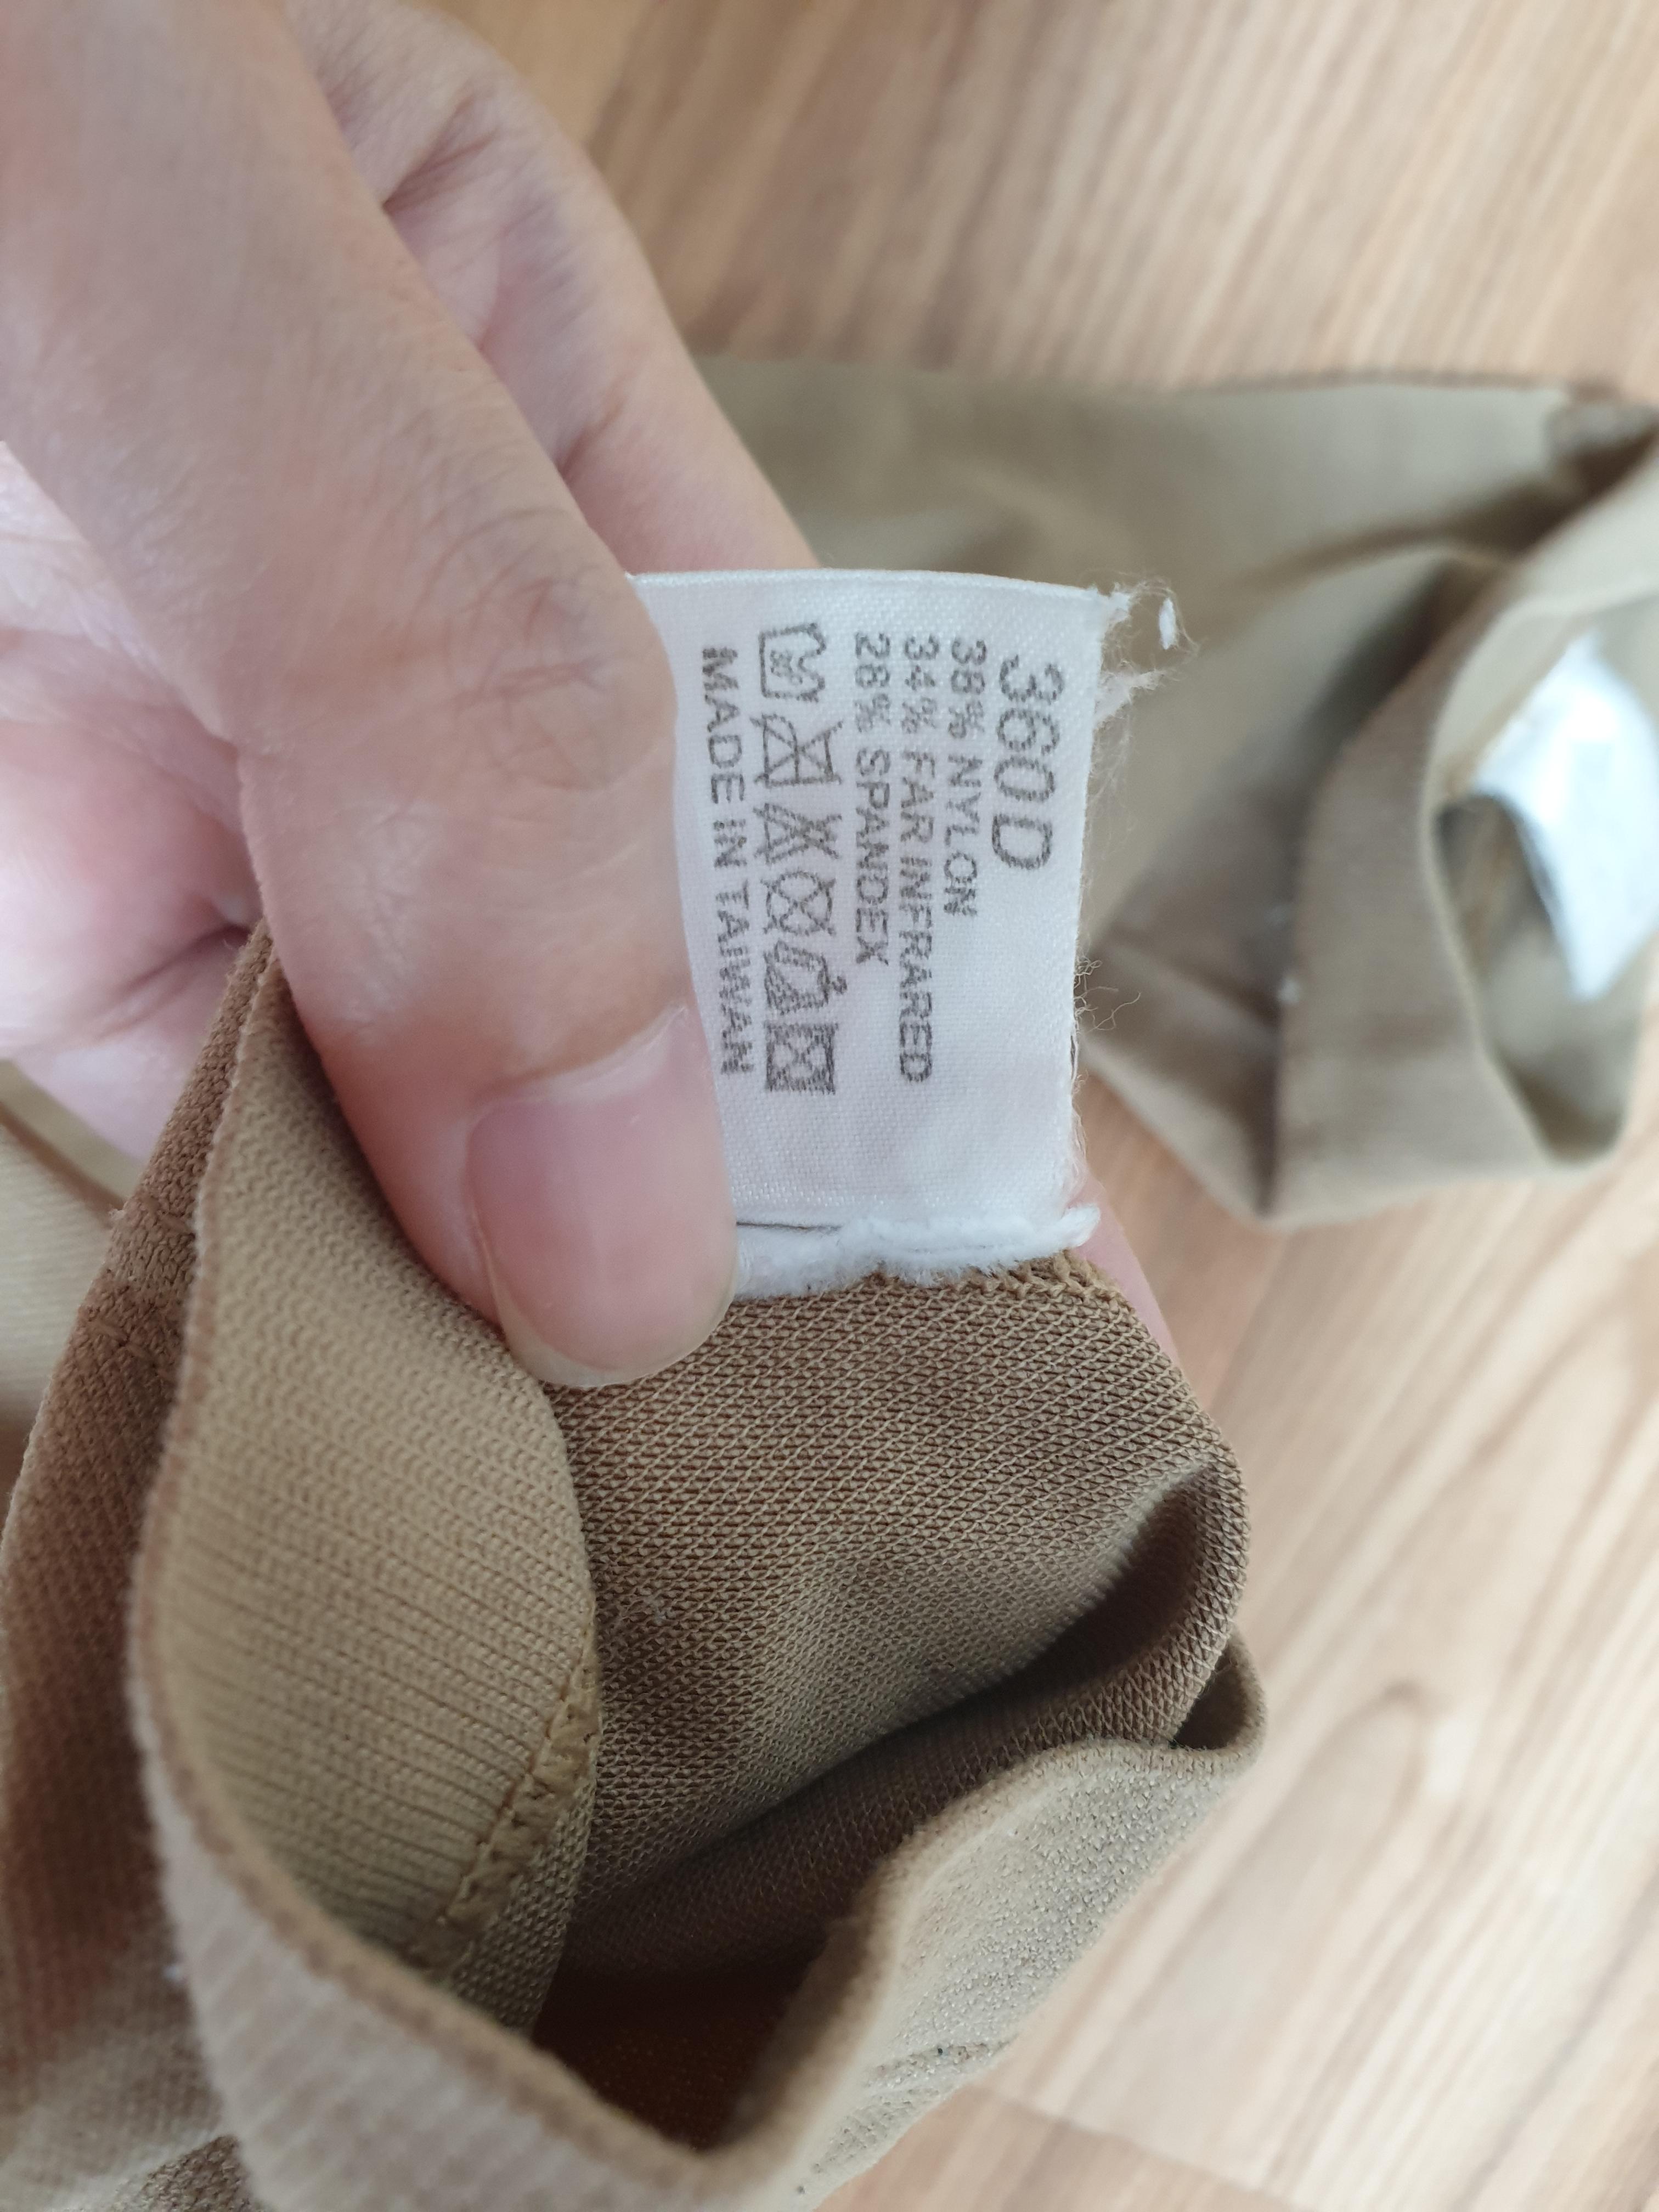 360D
38% NYLON
34% FAR INFRARED
28% SPANDEX
MADE IN TAIWAN